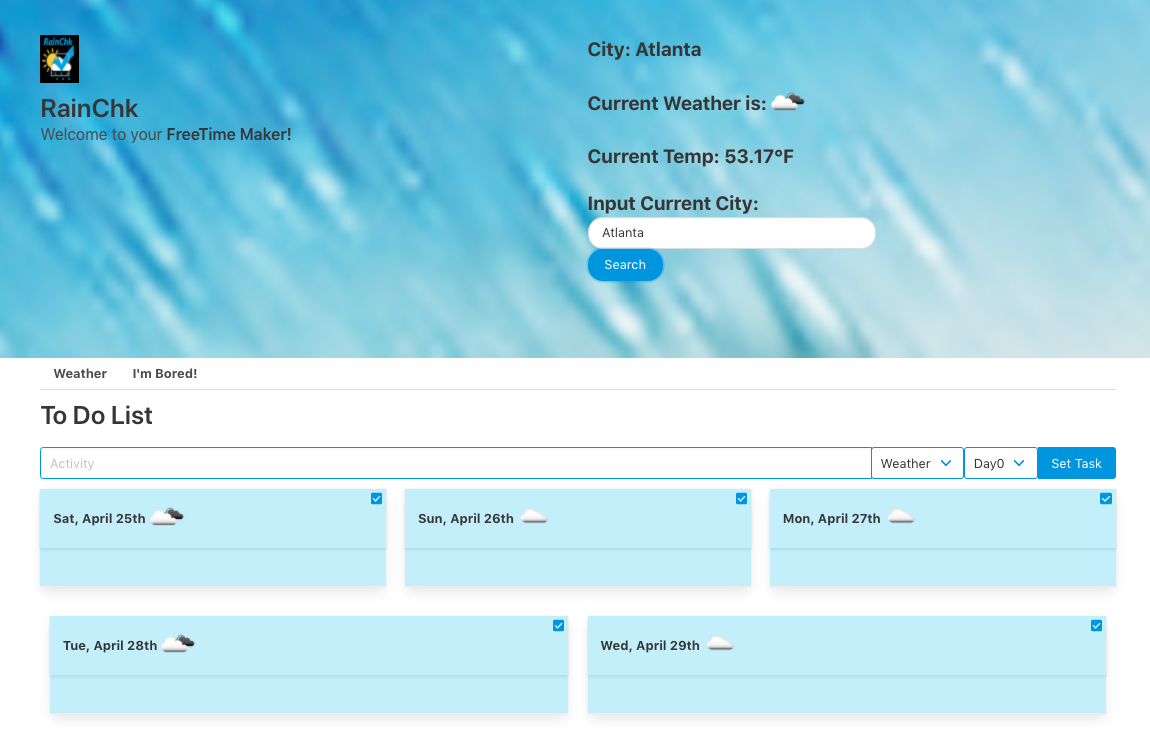 RainChk
RainChk
Welcome to your FreeTime Maker!
City: Atlanta
Current Weather is:
Current Temp: 53.17°F
Input Current City:
Atlanta
Search
Weather I'm Bored!
To Do List
Activity Weather Day0 Set Task
Sat, April 25th Sun, April 26th Mon, April 27th
Tue, April 28th Wed, April 29th